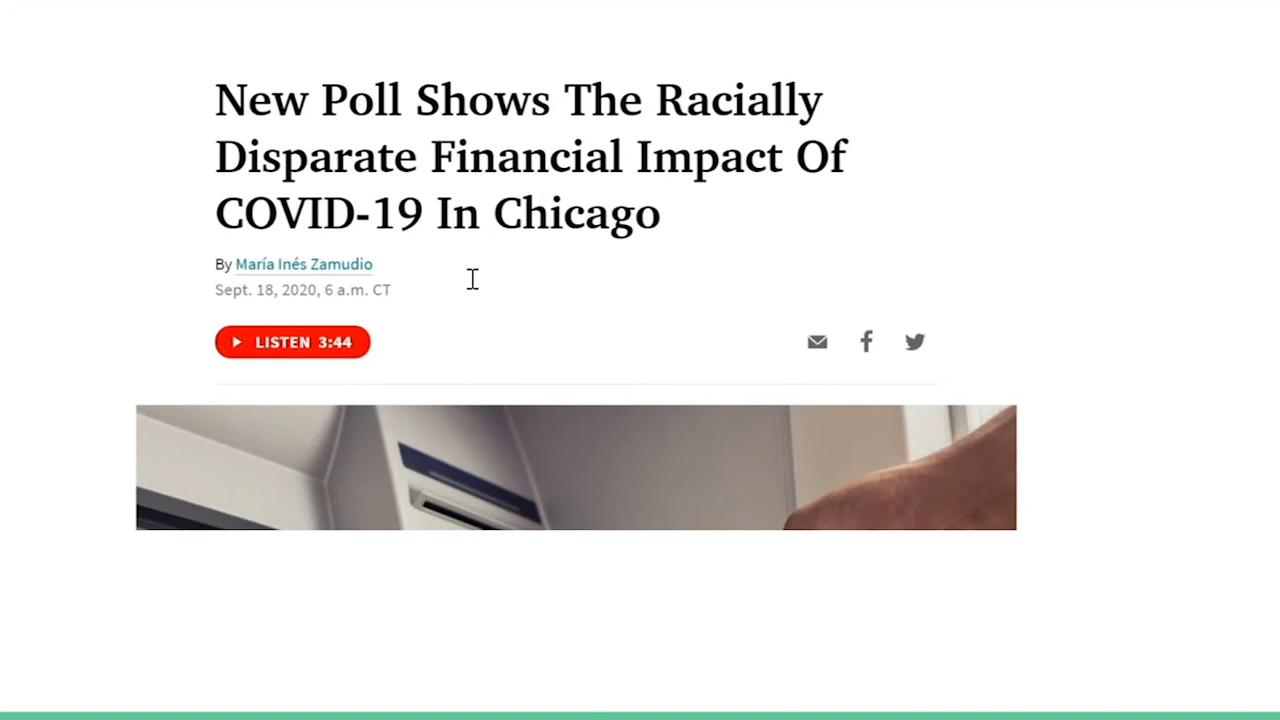 New Poll Shows The Racially
Disparate Financial Impact Of
COVID-19 In Chicago
By María Inés Zamudio
Sept. 18, 2020, 6 a.m. CT
LISTEN 3:44